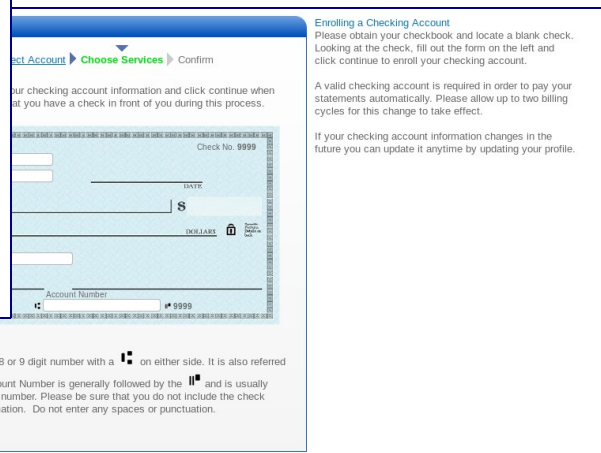 Enrolling a Checking Account
Please obtain your checkbook and locate a blank check.
Looking at the check, fill out the form on the left and
click continue to enroll your checking account.
A valid checking account is required in order to pay your
statements automatically. Please allow up to two billing
cycles for this change to take effect.
If your checking account information changes in the
future you can update it anytime by updating your profile.
ect Account Choose Services Confirm
our checking account information and click continue when
at you have a check in front of you during this process.
Check No. 9999
DATE
$
DOLLARS
Account Number
9999
8 or 9 digit number with a on either side. It is also referred
ount Number is generally followed by the and is usually
number. Please be sure that you do not include the check
ation. Do not enter any spaces or punctuation.